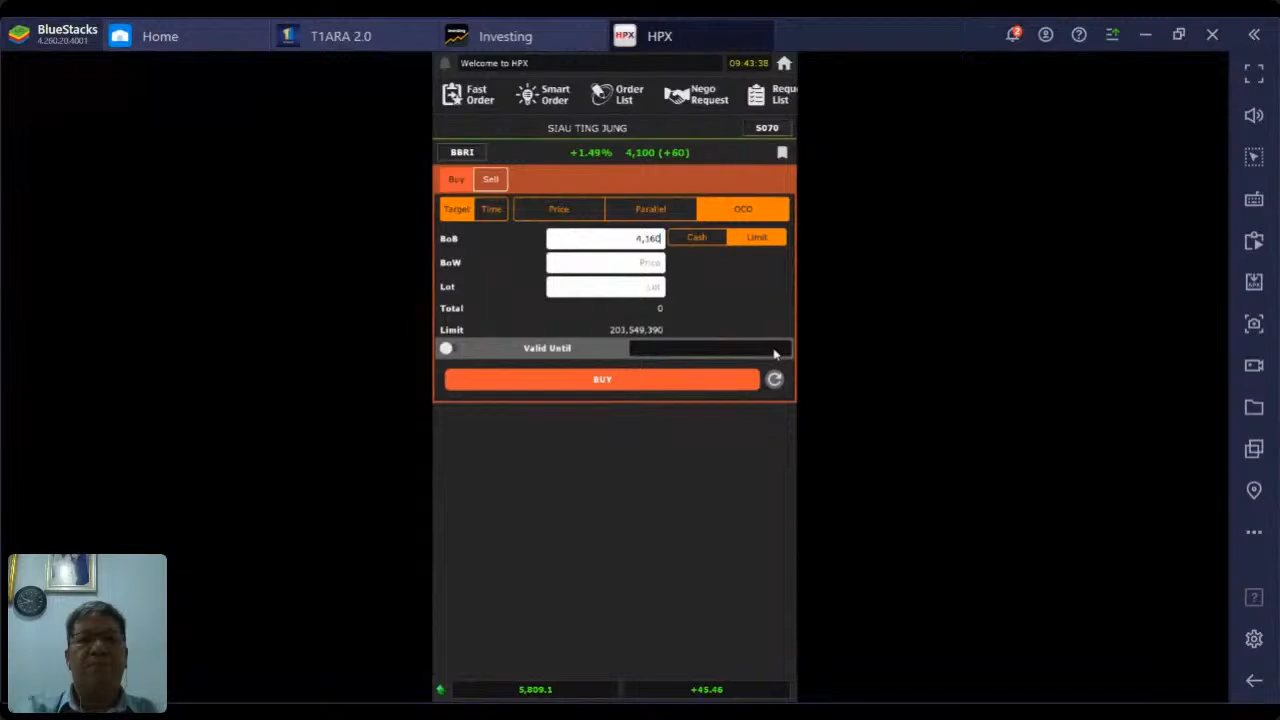 BlueStacks
4.260.20.4001
Home
T1ARA 2.0
Investing
HPX
2
Welcome to HPX
09:43:38
Fast Order
Smart Order
Order List
Nego Request
Requ List
SIAU TING JUNG
5070
BBRI
+1.49%
4,100 (+60)
Buy
Sell
Target
Time
Price
Parallel
OCO
BoB
4,160
Cash
Limit
BoW
Price
Lot
Lot
Total
0
Limit
203,549,390
Valid Until
BUY
5,809.1
+45.46